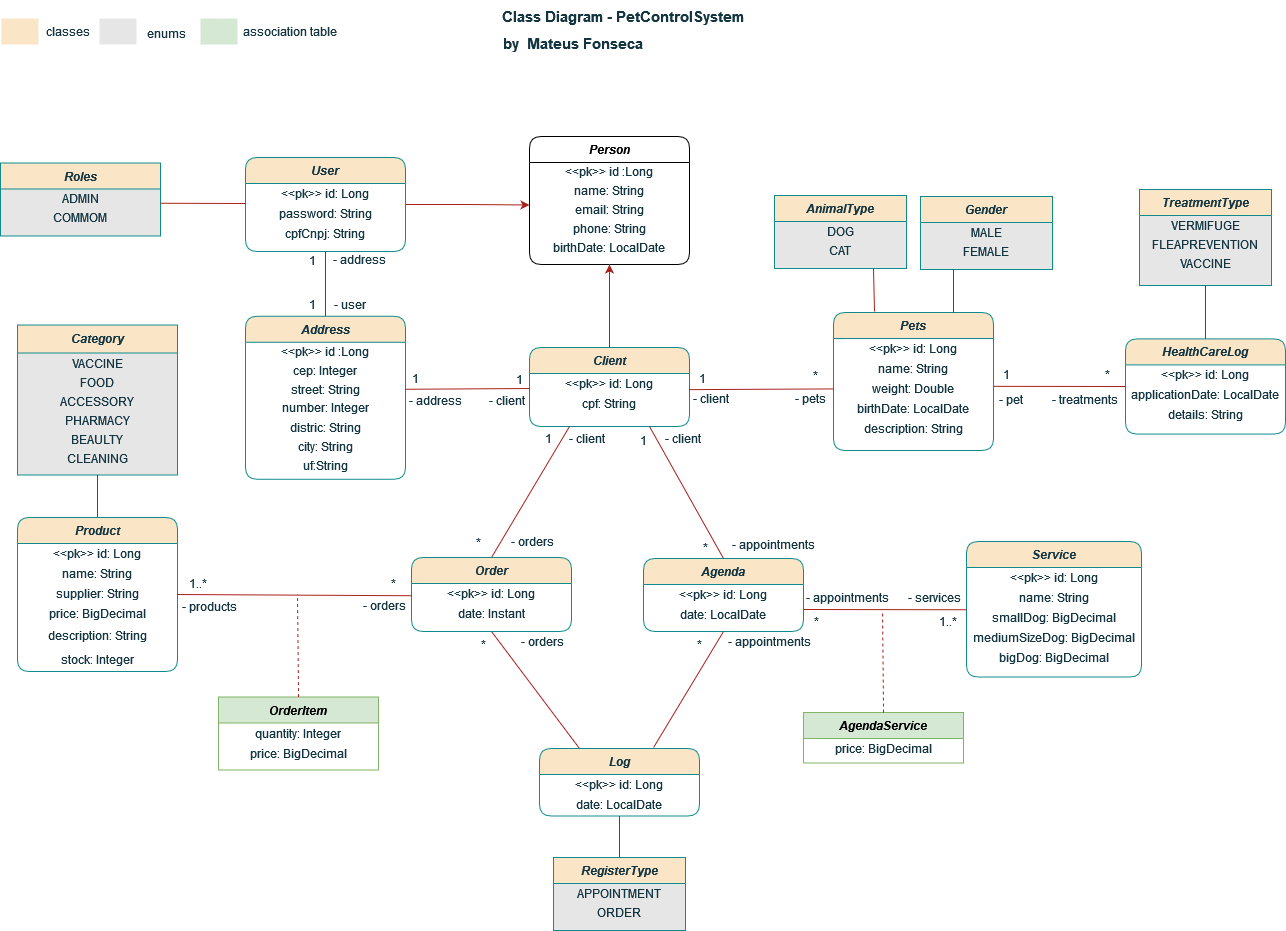 Class Diagram - PetControlSystem
by Mateus Fonseca
classes
enums
association table
Person
<<pk>> id :Long
name: String
email: String
phone: String
birthDate: LocalDate
Roles
ADMIN
COMMOM
User
<<pk>> id: Long
password: String
cpfCnpj: String
1
- address
1
- user
AnimalType
DOG
CAT
Gender
MALE
FEMALE
TreatmentType
VERMIFUGE
FLEAPREVENTION
VACCINE
Category
VACCINE
FOOD
ACCESSORY
PHARMACY
BEAULTY
CLEANING
Address
<<pk>> id :Long
cep: Integer
street: String
number: Integer
distric: String
city: String
uf:String
1
- address
1
- client
Client
<<pk>> id: Long
cpf: String
1
- client
*
- pets
Pets
<<pk>> id: Long
name: String
weight: Double
birthDate: LocalDate
description: String
1
- pet
*
- treatments
HealthCareLog
<<pk>> id: Long
applicationDate: LocalDate
details: String
1
- client
1
- client
*
- orders
*
- appointments
Product
<<pk>> id: Long
name: String
supplier: String
price: BigDecimal
description: String
stock: Integer
1..*
- products
*
- orders
Order
<<pk>> id: Long
date: Instant
*
- orders
Agenda
<<pk>> id: Long
date: LocalDate
*
- appointments
- appointments
*
- services
1..*
Service
<<pk>> id: Long
name: String
smallDog: BigDecimal
mediumSizeDog: BigDecimal
bigDog: BigDecimal
OrderItem
quantity: Integer
price: BigDecimal
AgendaService
price: BigDecimal
Log
<<pk>> id: Long
date: LocalDate
RegisterType
APPOINTMENT
ORDER